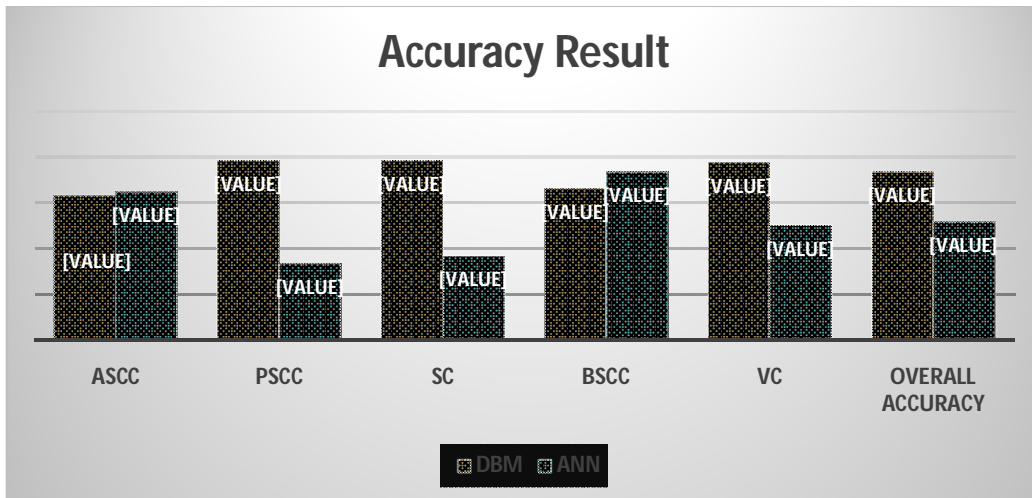 Accuracy Result
[VALUE] [VALUE] [VALUE] [VALUE] [VALUE] [VALUE] [VALUE] [VALUE] [VALUE] [VALUE] [VALUE] [VALUE]
ASCC PSCC SC BSCC VC OVERALL
ACCURACY
DBM ANN